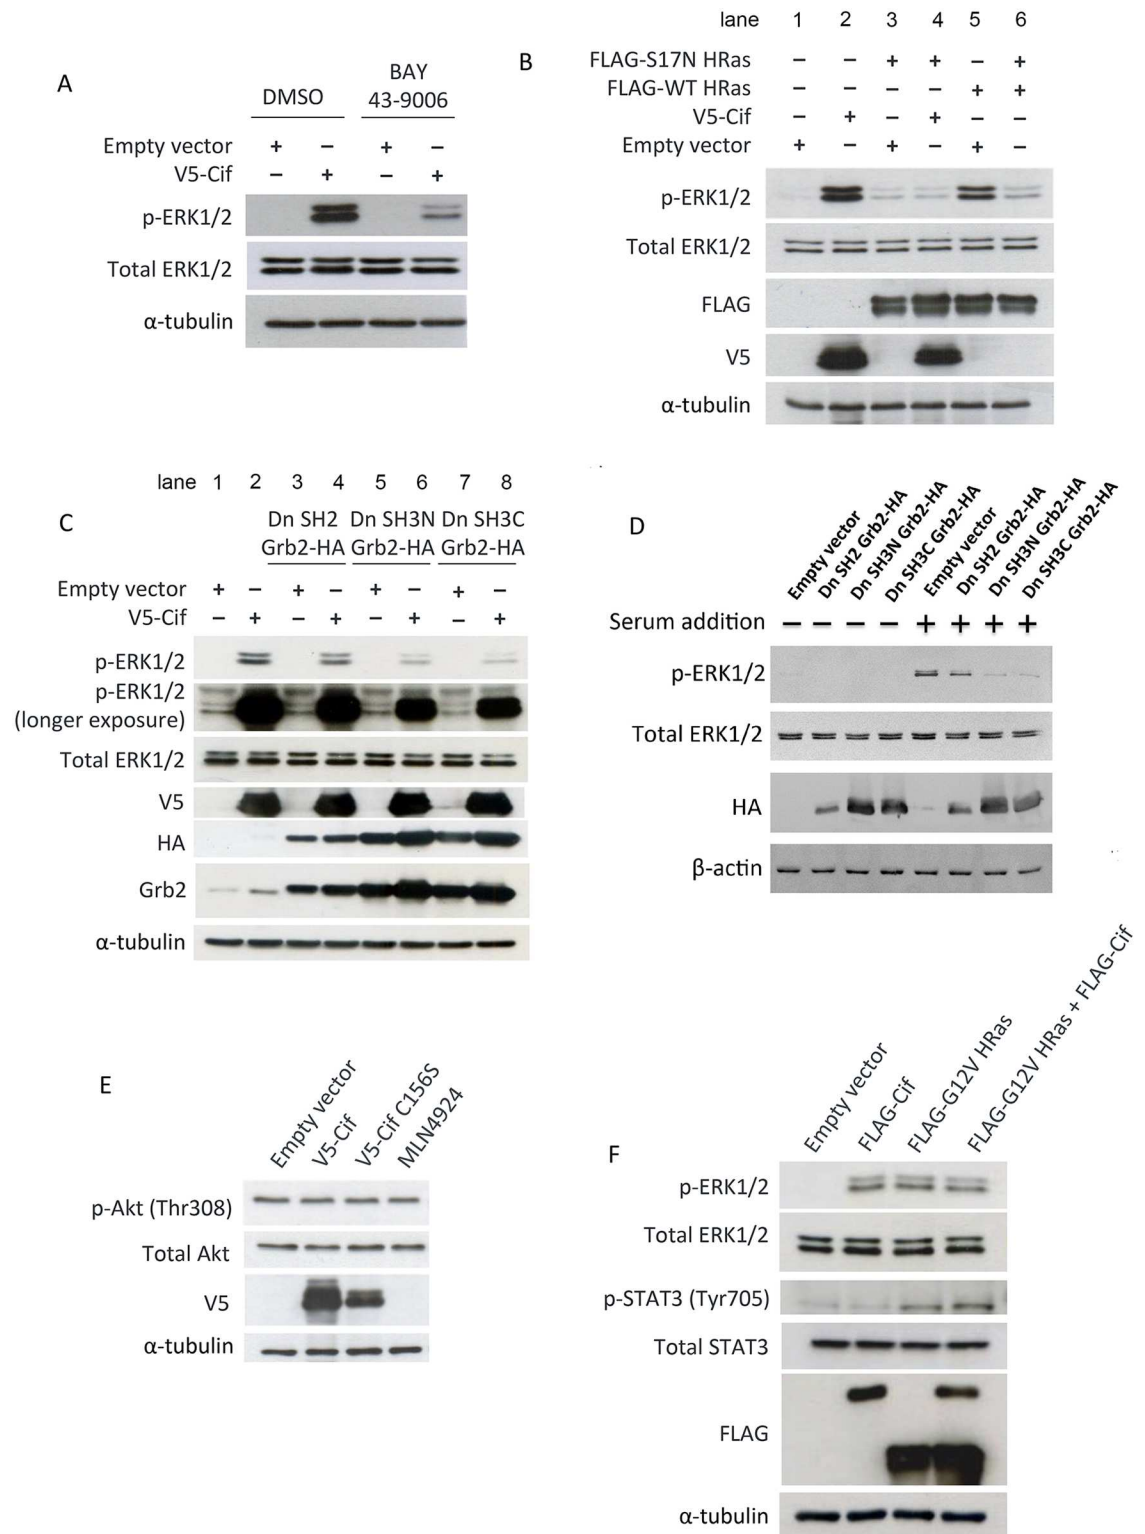 A
DMSO
BAY
43-9006
Empty vector + – + –
V5-Cif – + – +
p-ERK1/2
Total ERK1/2
α-tubulin
B
lane 1 2 3 4 5 6
FLAG-S17N HRas – – + + – +
FLAG-WT HRas – – – – + +
V5-Cif – + – + – –
Empty vector + – + – + –
p-ERK1/2
Total ERK1/2
FLAG
V5
α-tubulin
C
lane 1 2 3 4 5 6 7 8
Dn SH2 Dn SH3N Dn SH3C
Grb2-HA Grb2-HA Grb2-HA
Empty vector + – + – + – + –
V5-Cif – + – + – + – +
p-ERK1/2
p-ERK1/2
(longer exposure)
Total ERK1/2
V5
HA
Grb2
α-tubulin
D
Empty vector
Dn SH2 Grb2-HA
Dn SH3N Grb2-HA
Dn SH3C Grb2-HA
Empty vector
Dn SH2 Grb2-HA
Dn SH3N Grb2-HA
Dn SH3C Grb2-HA
Serum addition – – – – + + + +
p-ERK1/2
Total ERK1/2
HA
β-actin
E
Empty vector
V5-Cif
V5-Cif C156S
MLN4924
p-Akt (Thr308)
Total Akt
V5
α-tubulin
F
Empty vector
FLAG-Cif
FLAG-G12V HRas
FLAG-G12V HRas + FLAG-Cif
p-ERK1/2
Total ERK1/2
p-STAT3 (Tyr705)
Total STAT3
FLAG
α-tubulin